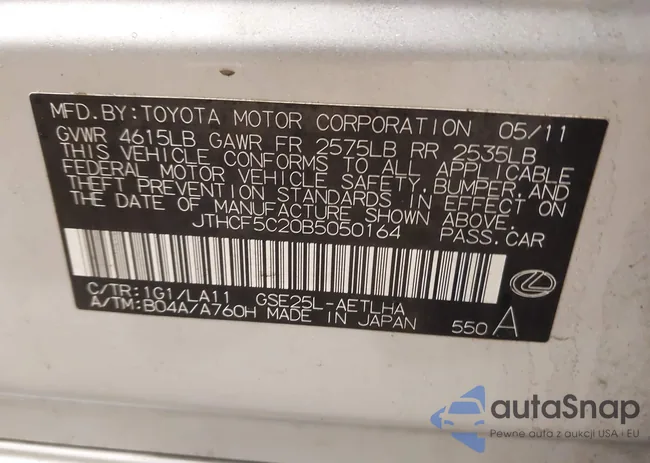 MFD.BY:TOYOTA MOTOR CORPORATION 05/11
GVWR 4615LB GAWR FR 2575LB RR 2535LB
THIS VEHICLE CONFORMS TO ALL APPLICABLE
FEDERAL MOTOR VEHICLE SAFETY,BUMPER,AND
THEFT PREVENTION STANDARDS IN EFFECT ON
THE DATE OF MANUFACTURE SHOWN ABOVE.
JTHCF5C20B5050164 PASS.CAR
C/TR:1G1/LA11 GSE25L-AETLHA
A/TM:B04A/A760H MADE IN JAPAN 550 A
autaSnap
Pewne auta z aukcji USA i EU